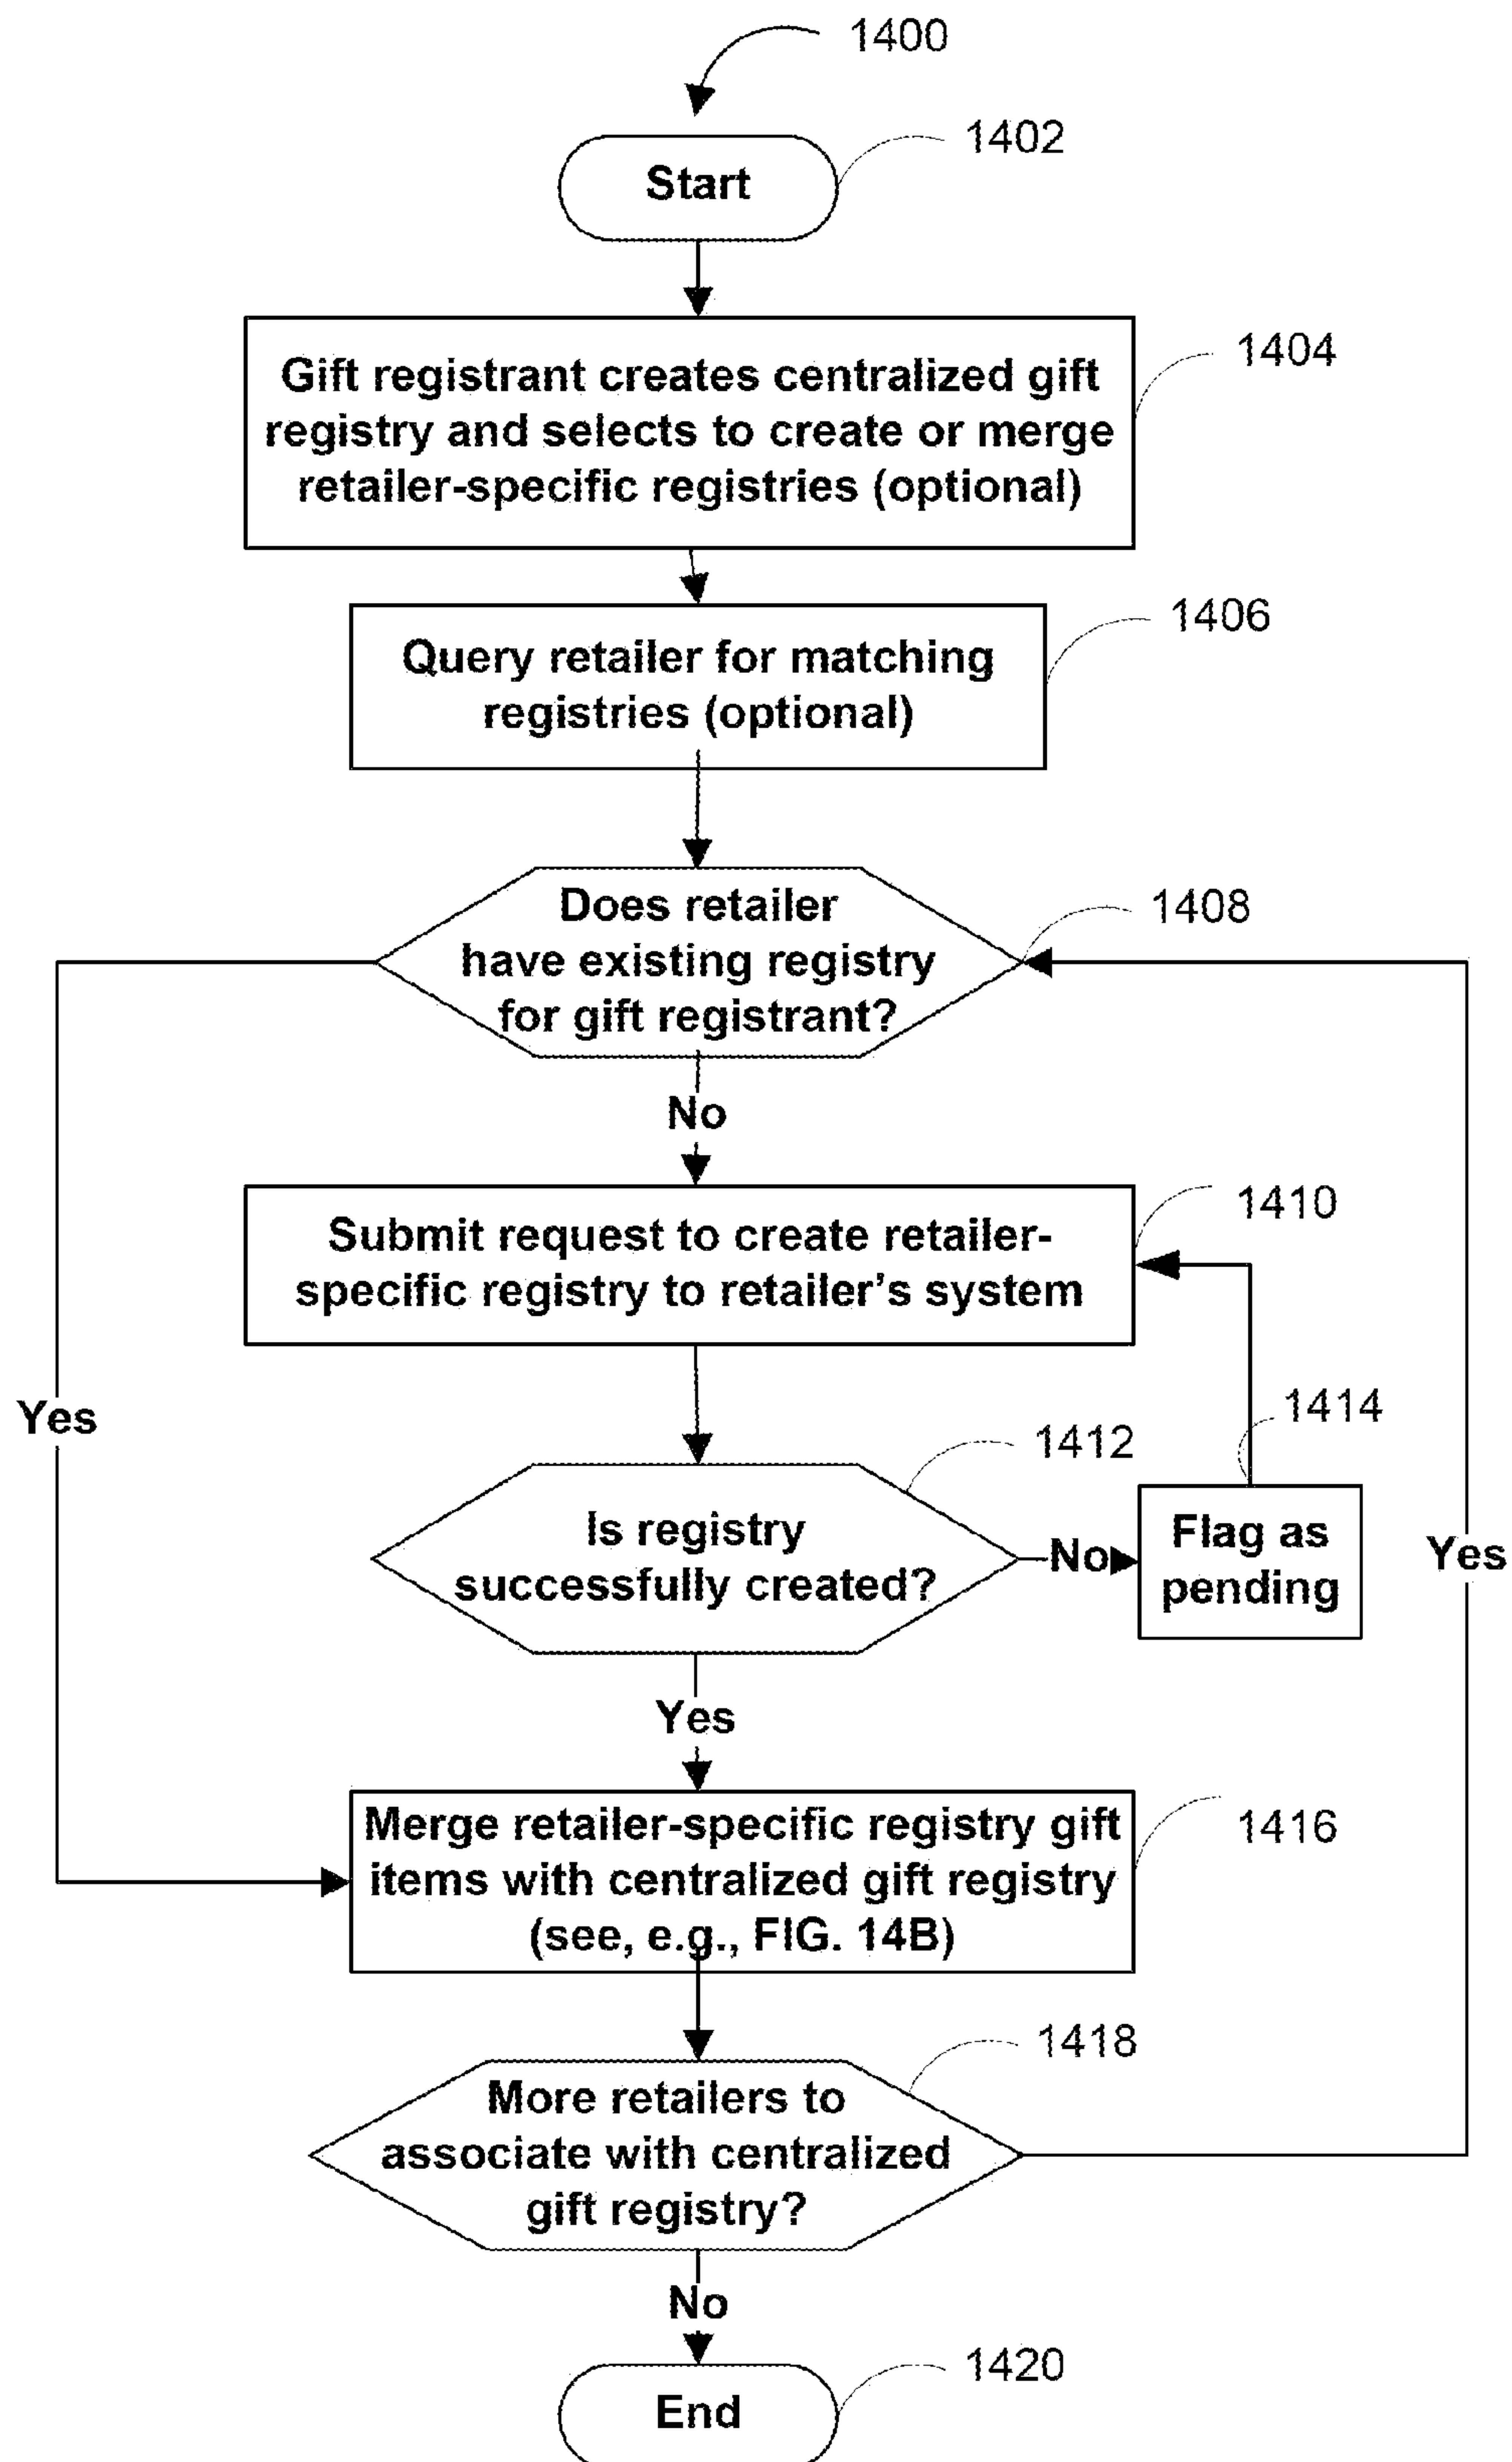 1400
1402
Start
1404
Gift registrant creates centralized gift
registry and selects to create or merge
retailer-specific registries (optional)
1406
Query retailer for matching
registries (optional)
1408
Does retailer
have existing registry
for gift registrant?
No
1410
Submit request to create retailer-
specific registry to retailer's system
Yes
1414
1412
Is registry
successfully created?
No
Flag as
pending
Yes
Yes
1416
Merge retailer-specific registry gift
items with centralized gift registry
(see, e.g., FIG. 14B)
1418
More retailers to
associate with centralized
gift registry?
No
1420
End